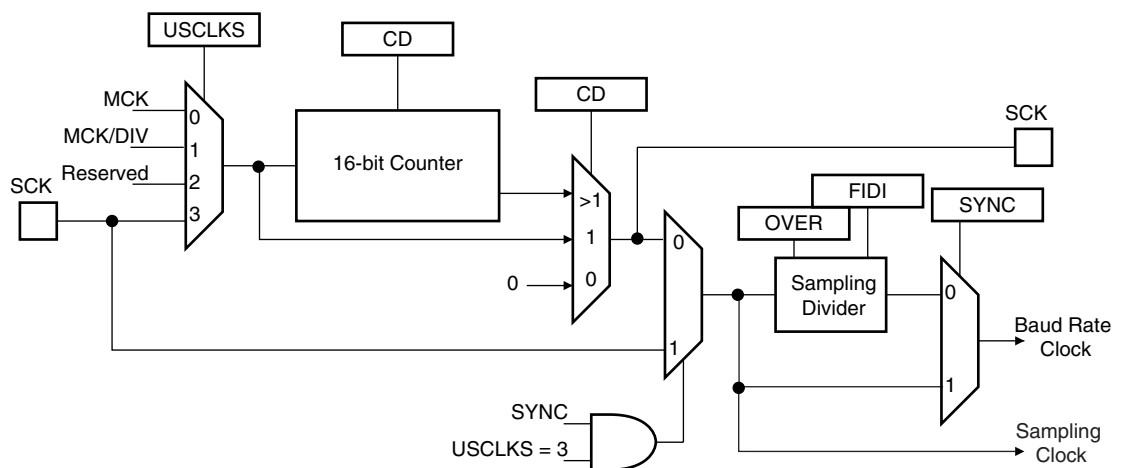 USCLKS
CD
CD
MCK
0
MCK/DIV
1
16-bit Counter
SCK
Reserved
2
SCK
3
>1
FIDI
OVER
SYNC
1
0
0
0
Sampling
Divider
0
Baud Rate
Clock
1
1
SYNC
USCLKS = 3
Sampling
Clock